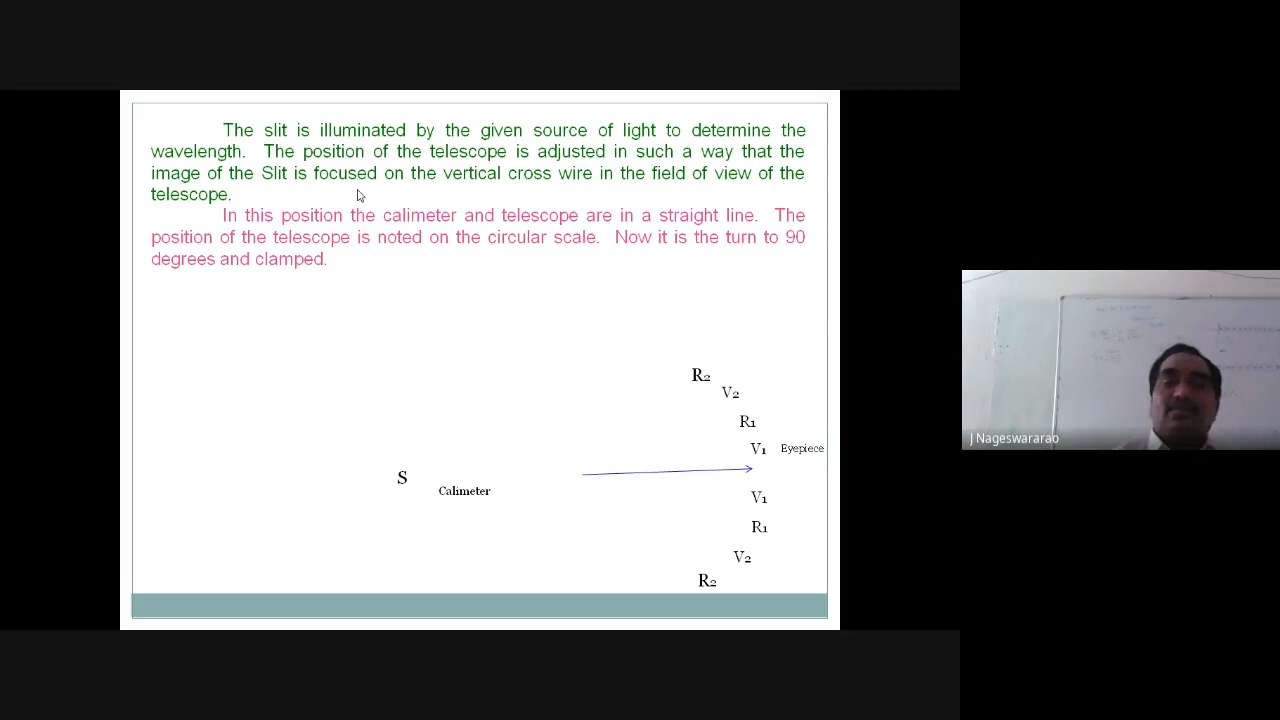 The slit is illuminated by the given source of light to determine the
wavelength. The position of the telescope is adjusted in such a way that the
image of the Slit is focused on the vertical cross wire in the field of view of the
telescope.
In this position the calimeter and telescope are in a straight line. The
position of the telescope is noted on the circular scale. Now it is the turn to 90
degrees and clamped.
R2
V2
R1
V1 Eyepiece
S
Calimeter
V1
R1
V2
R2
J Nageswararao